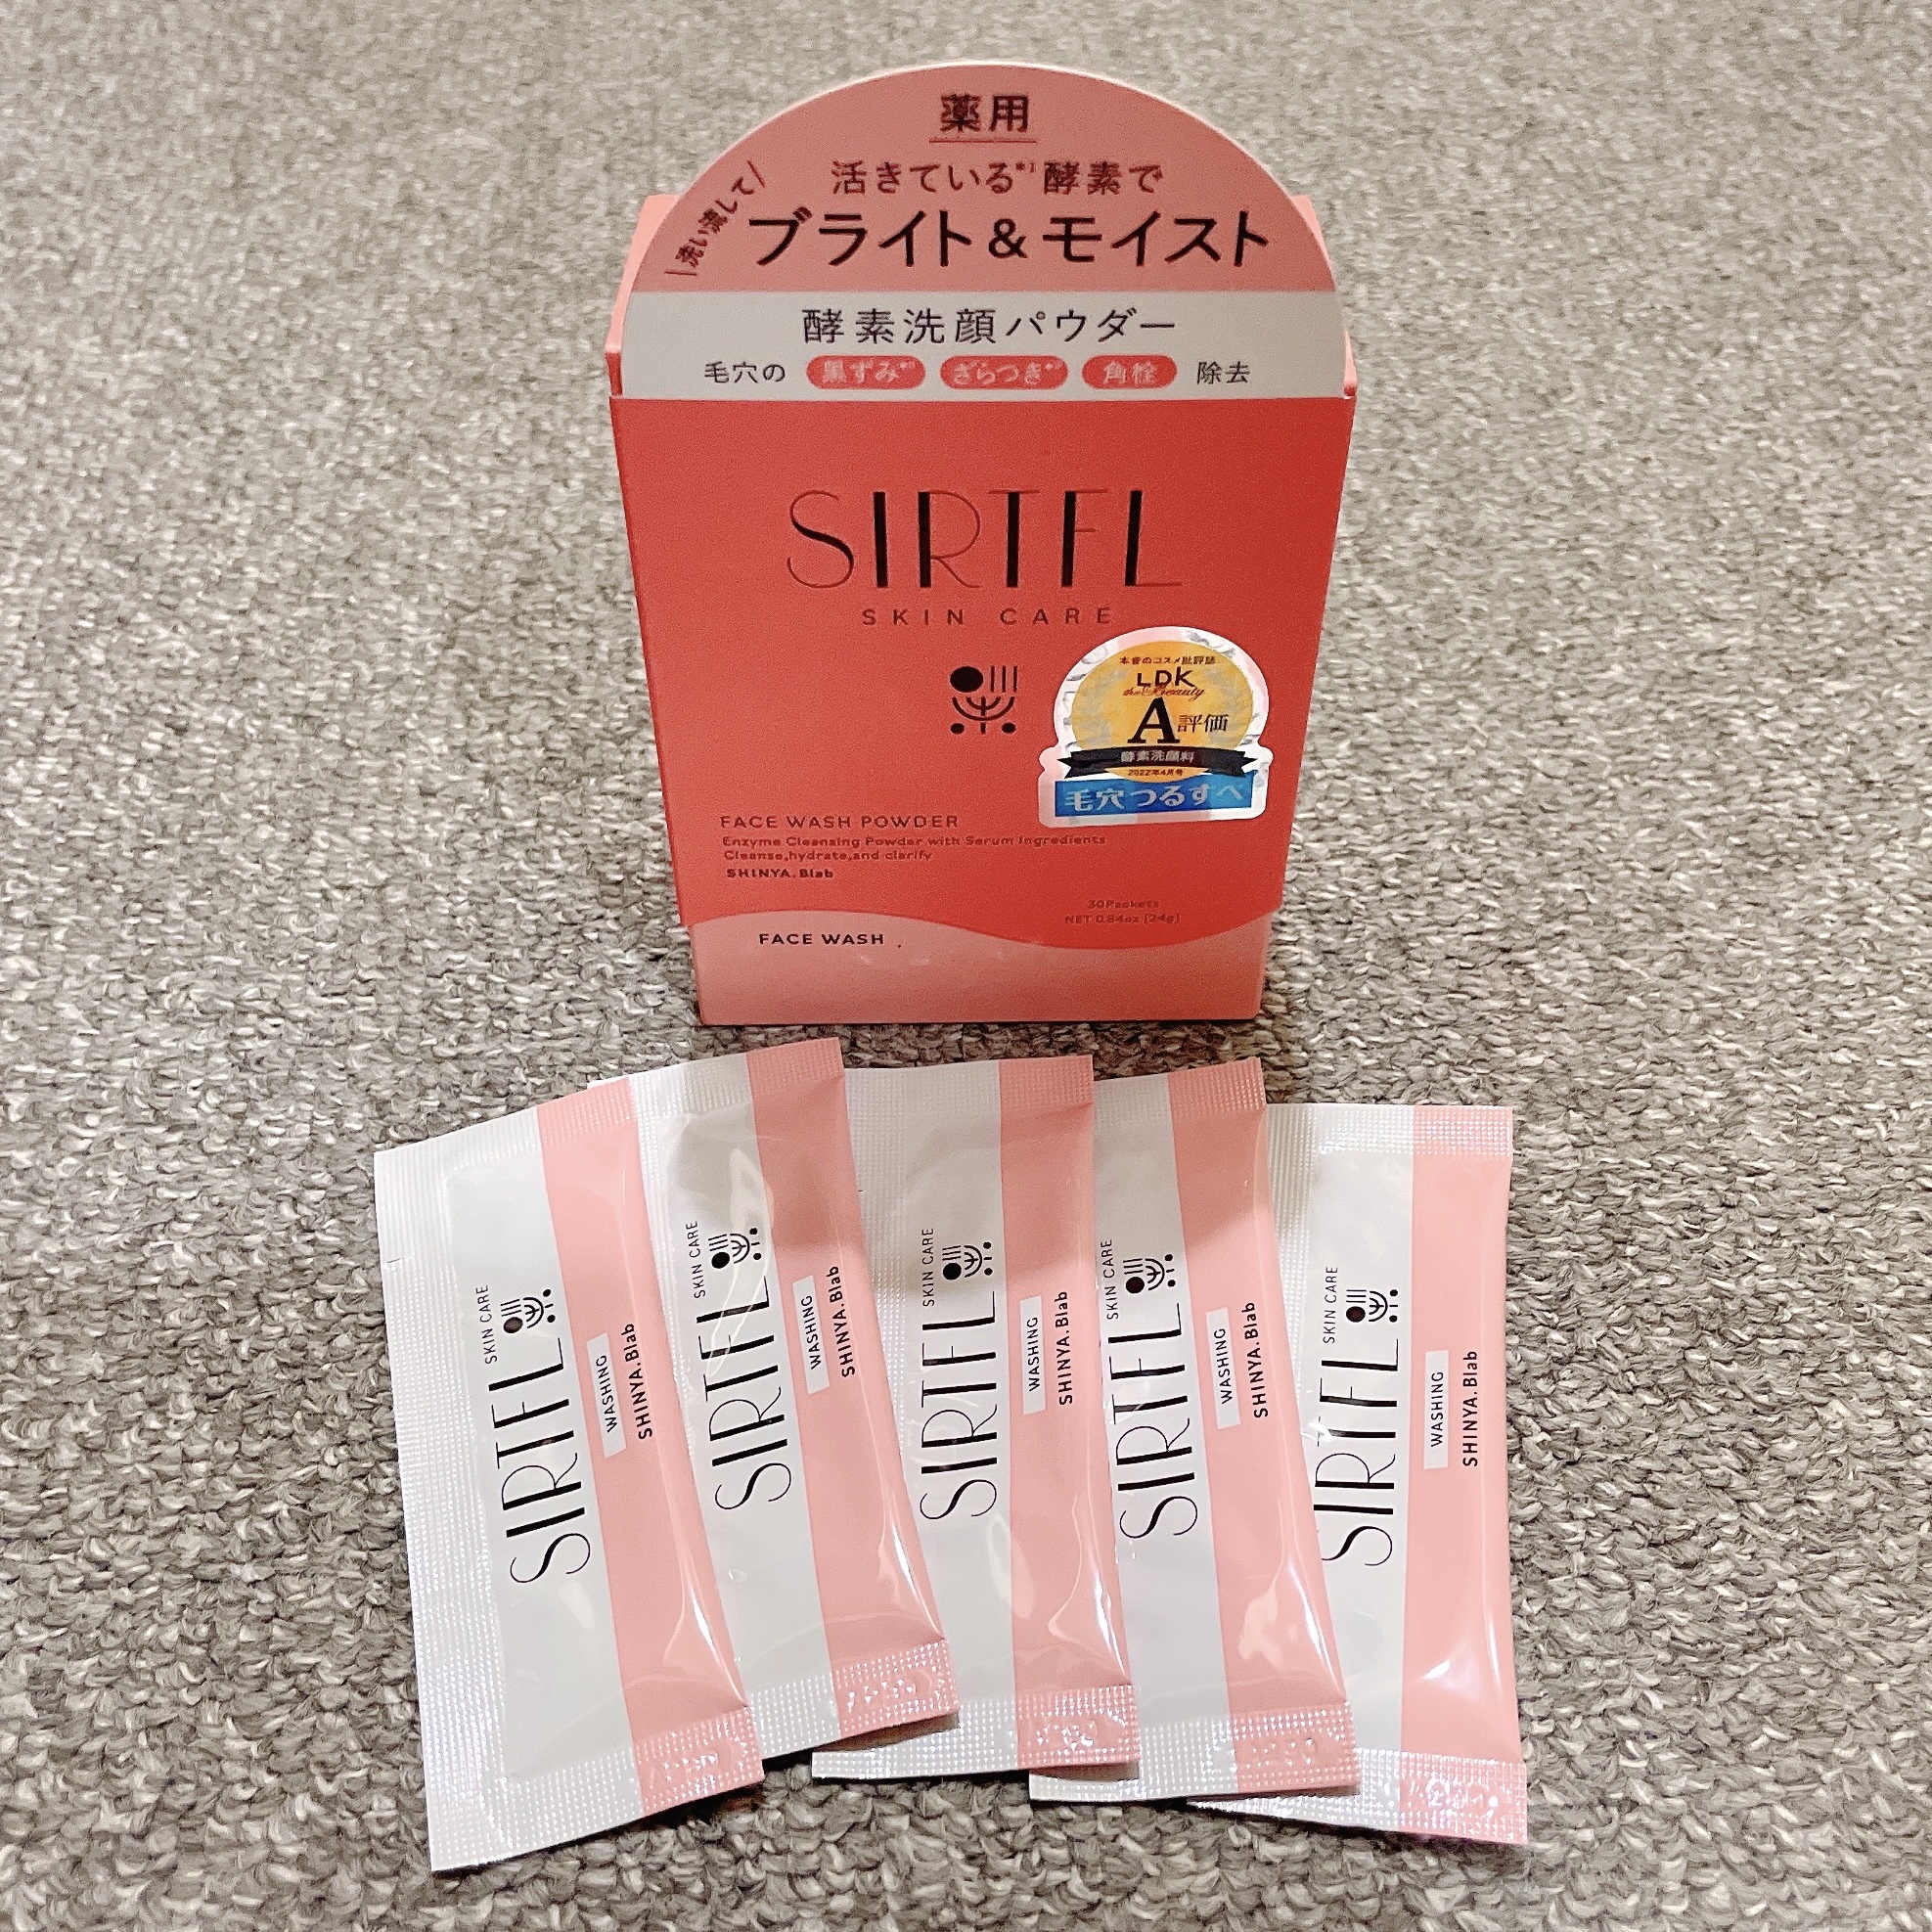 薬用
洗い流して
活きている*¹酵素で
ブライト&モイスト
酵素洗顔パウダー
毛穴の 黒ずみ ざらつき 角栓 除去
SIRTFL
SKIN CARE
本音のコスメ批評誌
LDK
the Beauty
A評価
酵素洗顔料
2022年4月号
毛穴つるすべ
FACE WASH POWDER
Enzyme Cleansing Powder with Serum Ingredients
Cleanse,hydrate,and clarify
SHINYA.Blab
30Packets
NET 0.84oz [24g]
FACE WASH
SKIN CARE
SIRTFL
WASHING
SHINYA.Blab
SKIN CARE
SIRTFL
WASHING
SHINYA.Blab
SKIN CARE
SIRTFL
WASHING
SHINYA.Blab
SKIN CARE
SIRTFL
WASHING
SHINYA.Blab
SKIN CARE
SIRTFL
WASHING
SHINYA.Blab